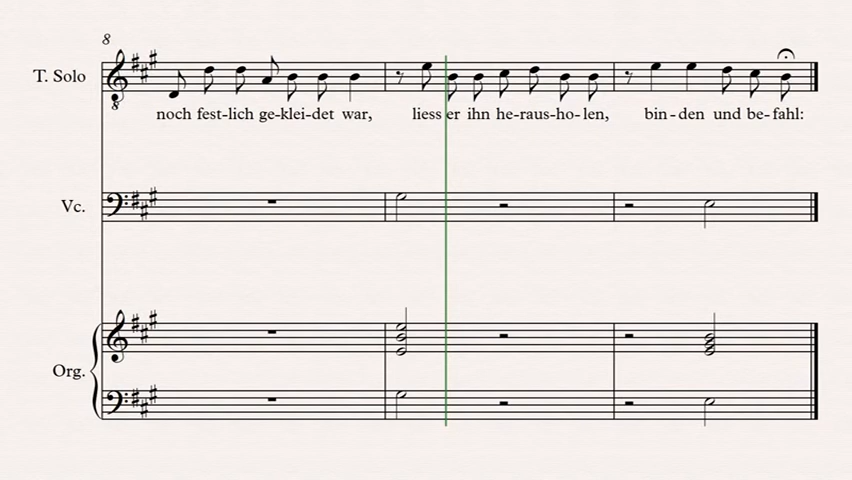 8
T. Solo
8
noch fest-lich ge-klei-det war, liess er ihn he-raus-ho-len, bin-den und be-fahl:
Vc.
Org.